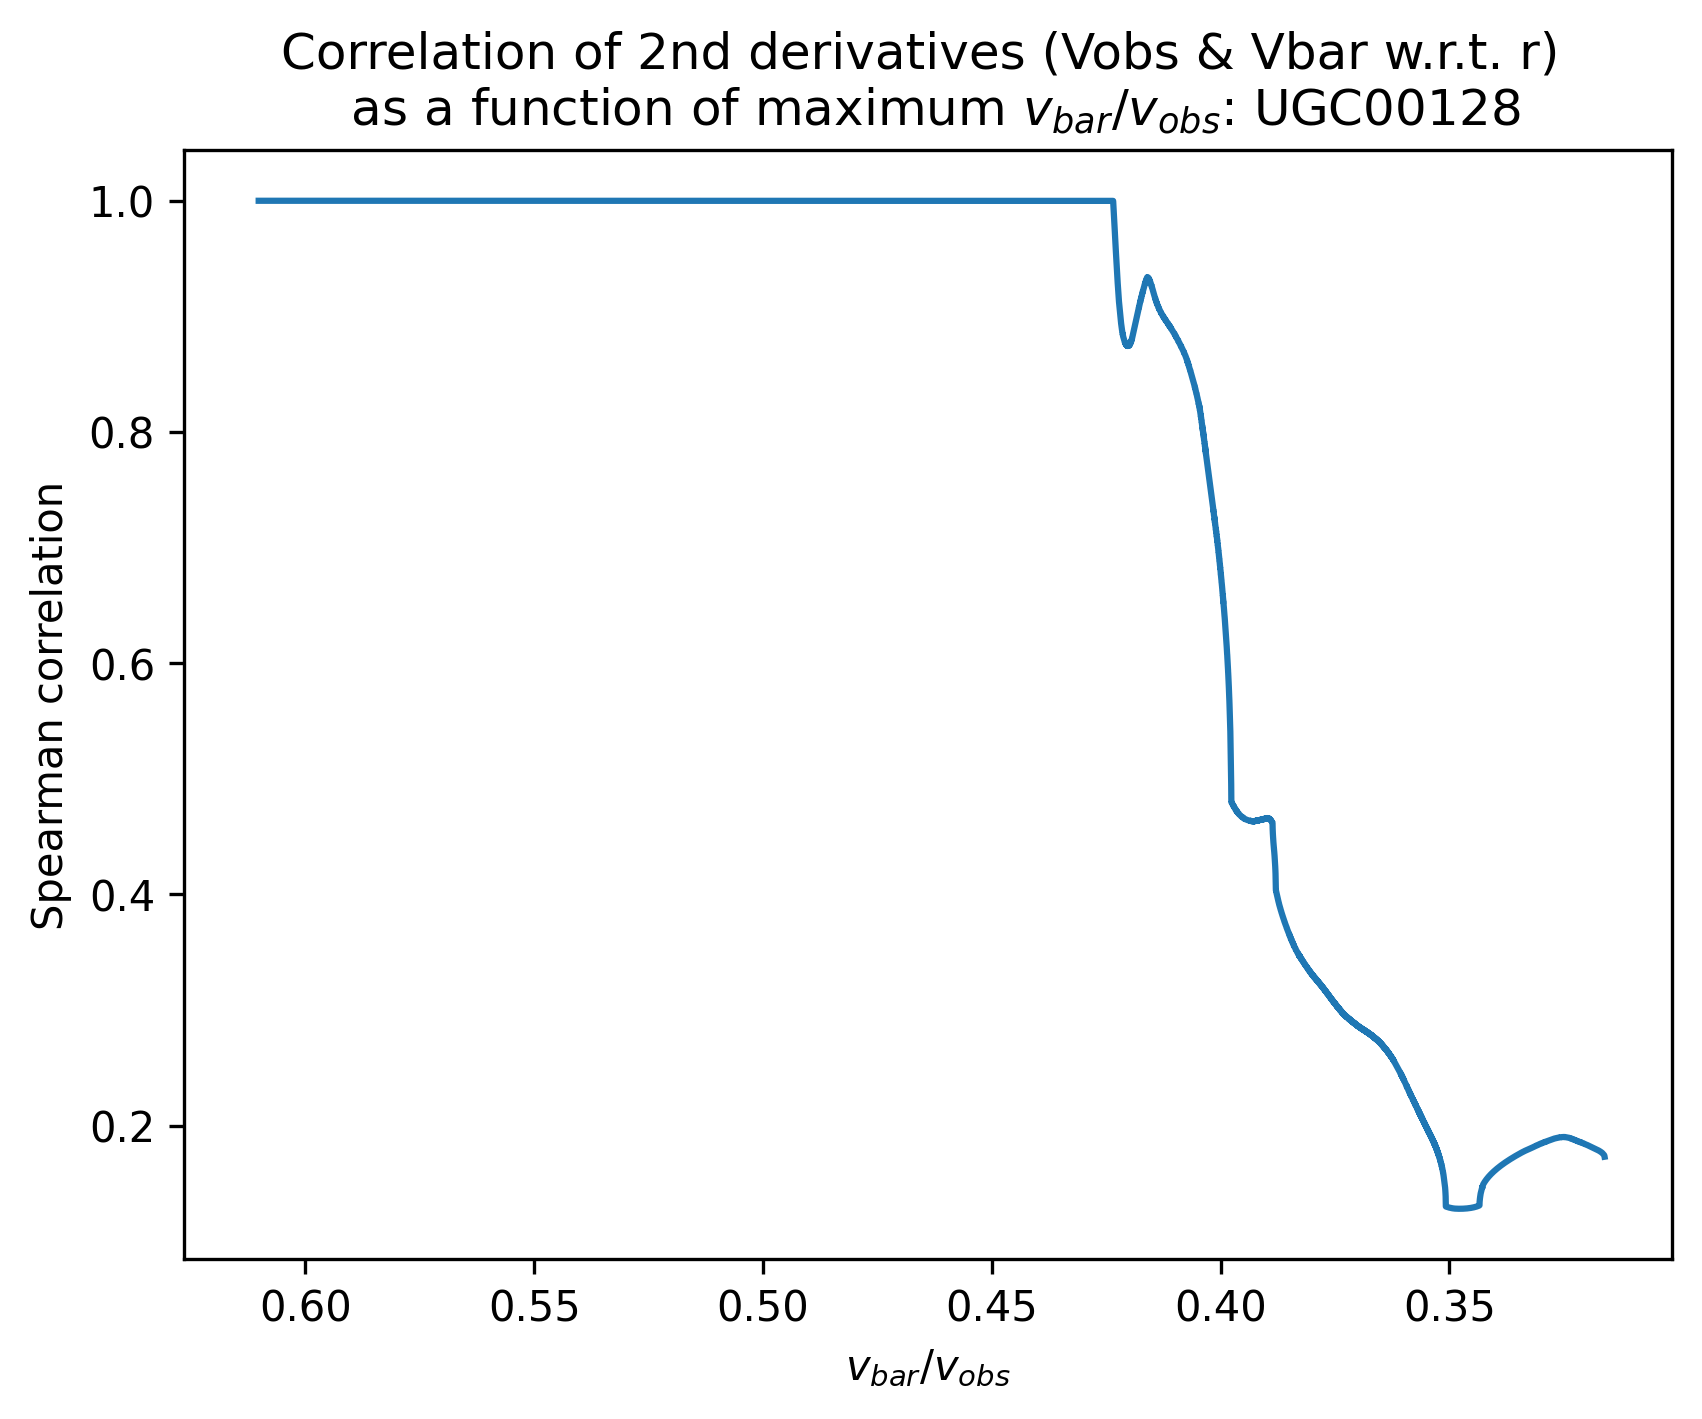 Correlation of 2nd derivatives (Vobs & Vbar w.r.t. r)
as a function of maximum v_bar/v_obs: UGC00128
1.0
0.8
0.6
0.4
0.2
Spearman correlation
0.60 0.55 0.50 0.45 0.40 0.35
v_bar/v_obs